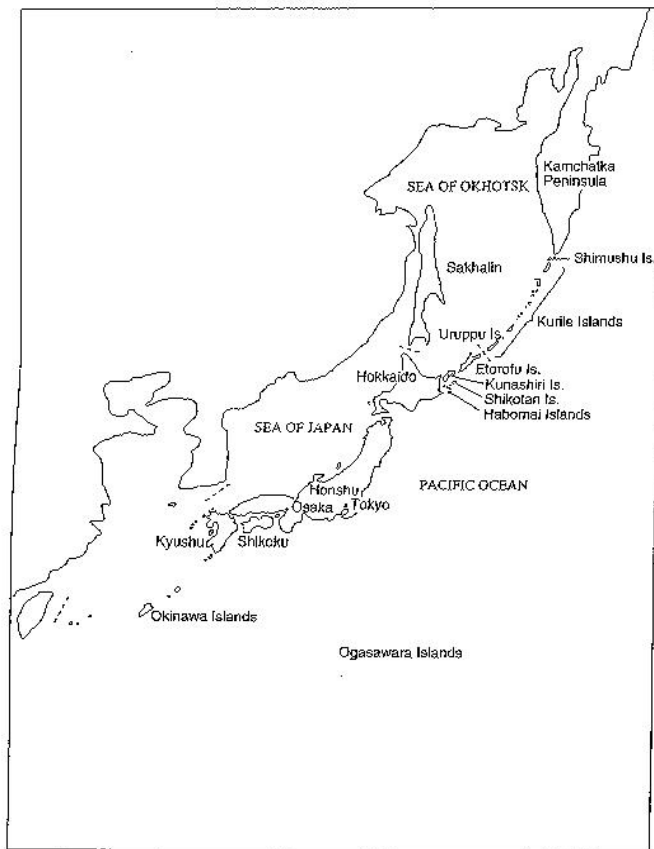 Kamchatka
Peninsula
SEA OF OKHOTSK
Shimushu Is.
Sakhalin
Kurile Islands
Uruppu Is.
Etorofu Is.
Hokkaido
Kunashiri Is.
Shikotan Is.
Habomai Islands
SEA OF JAPAN
PACIFIC OCEAN
Honshu
Osaka
Tokyo
Kyushu
Shikoku
Okinawa Islands
Ogasawara Islands